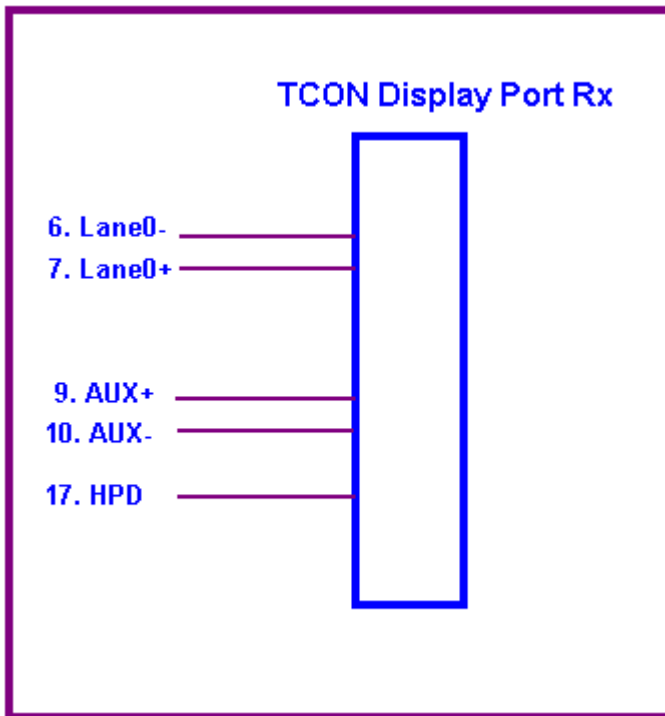 TCON Display Port Rx
6. Lane0-
7. Lane0+
9. AUX+
10. AUX-
17. HPD